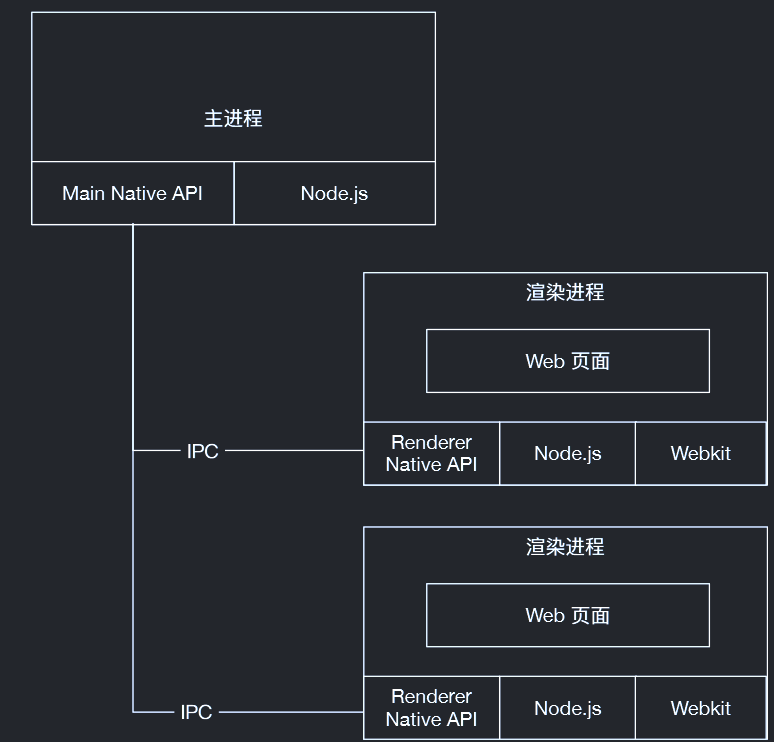 主进程
Main Native API
Node.js
渲染进程
Web 页面
IPC
Renderer
Native API
Node.js
Webkit
渲染进程
Web 页面
IPC
Renderer
Native API
Node.js
Webkit